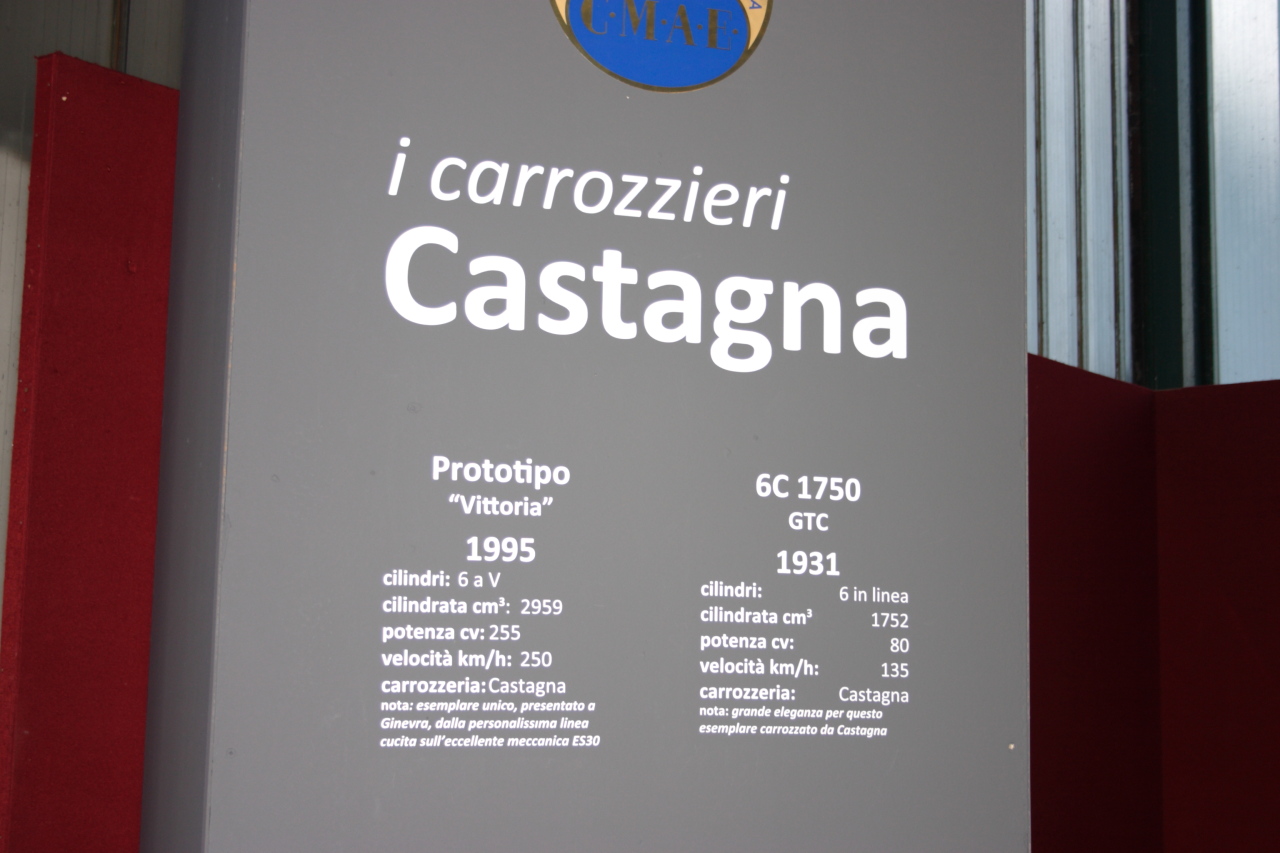 C·M·A·E·
A
i carrozzieri
Castagna
Prototipo
“Vittoria”
1995
cilindri: 6 a V
cilindrata cm³: 2959
potenza cv: 255
velocità km/h: 250
carrozzeria: Castagna
nota: esemplare unico, presentato a
Ginevra, dalla personalissima linea
cucita sull’eccellente meccanica ES30
6C 1750
GTC
1931
cilindri: 6 in linea
cilindrata cm³ 1752
potenza cv: 80
velocità km/h: 135
carrozzeria: Castagna
nota: grande eleganza per questo
esemplare carrozzato da Castagna